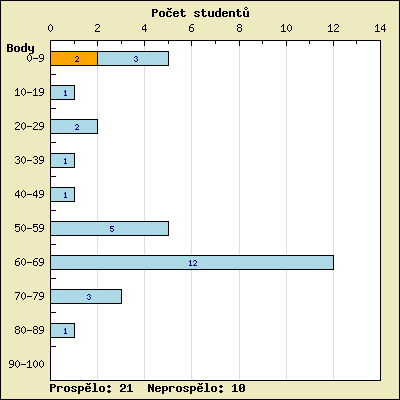 Počet studentů
0 2 4 6 8 10 12 14
Body
0-9 2 3
10-19 1
20-29 2
30-39 1
40-49 1
50-59 5
60-69 12
70-79 3
80-89 1
90-100
Prospělo: 21 Neprospělo: 10